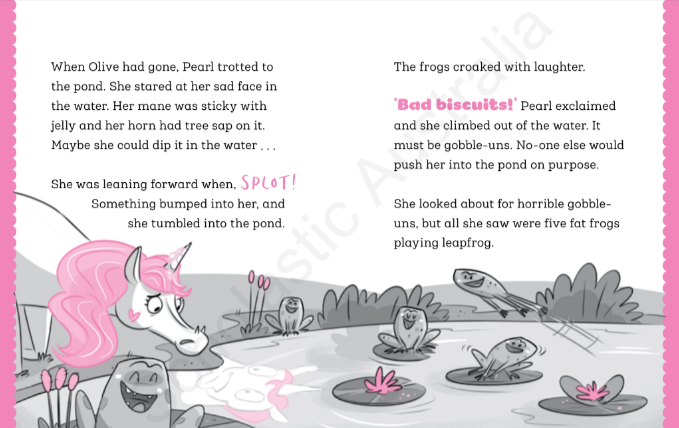 When Olive had gone, Pearl trotted to
the pond. She stared at her sad face in
the water. Her mane was sticky with
jelly and her horn had tree sap on it.
Maybe she could dip it in the water . . .
She was leaning forward when, SPLOT!
Something bumped into her, and
she tumbled into the pond.
The frogs croaked with laughter.
‘Bad biscuits!’ Pearl exclaimed
and she climbed out of the water. It
must be gobble-uns. No-one else would
push her into the pond on purpose.
She looked about for horrible gobble-
uns, but all she saw were five fat frogs
playing leapfrog.
Australia